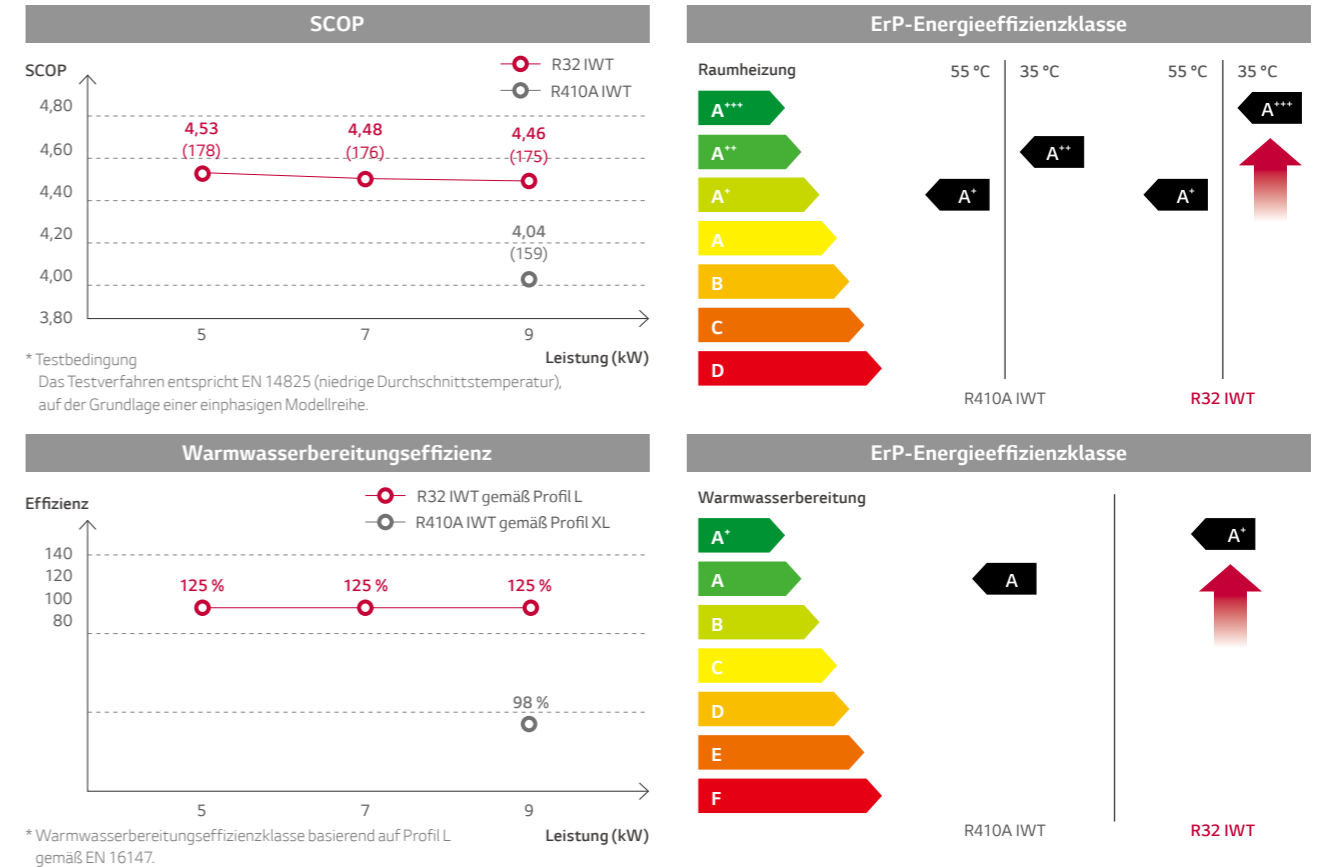 SCOP
SCOP
R32 IWT
R410A IWT
4,80
4,60
4,40
4,20
4,00
3,80
4,53
(178)
4,48
(176)
4,46
(175)
4,04
(159)
5
7
9
Leistung (kW)
* Testbedingung
Das Testverfahren entspricht EN 14825 (niedrige Durchschnittstemperatur),
auf der Grundlage einer einphasigen Modellreihe.
ErP-Energieeffizienzklasse
Raumheizung
55 °C
35 °C
55 °C
35 °C
A+++
A++
A+
A
B
C
D
A+
A++
A+
A+++
R410A IWT
R32 IWT
Warmwasserbereitungseffizienz
Effizienz
R32 IWT gemäß Profil L
R410A IWT gemäß Profil XL
140
120
100
80
125 %
125 %
125 %
98 %
5
7
9
Leistung (kW)
* Warmwasserbereitungseffizienzklasse basierend auf Profil L
gemäß EN 16147.
ErP-Energieeffizienzklasse
Warmwasserbereitung
A+
A
B
C
D
E
F
A
A+
R410A IWT
R32 IWT